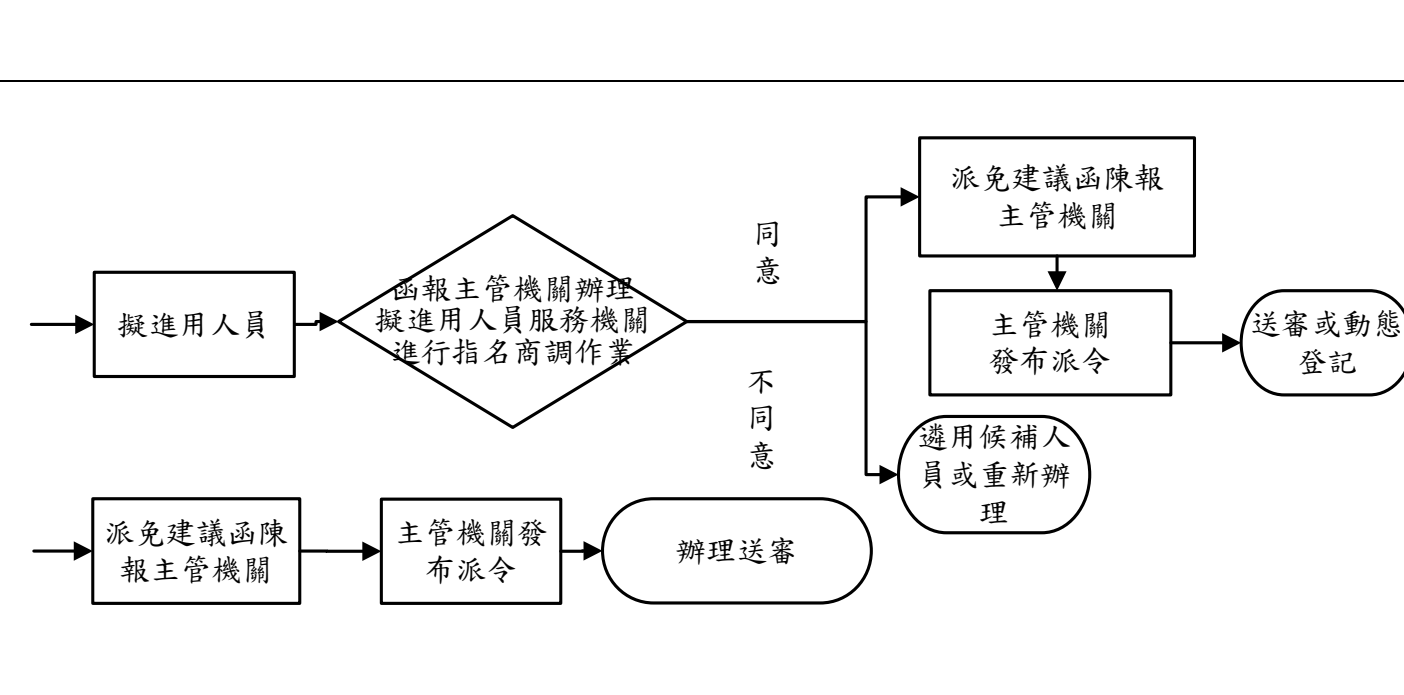 擬進用人員
函報主管機關辦理
擬進用人員服務機關
進行指名商調作業
同
意
不
同
意
派免建議函陳報
主管機關
主管機關
發布派令
送審或動態
登記
遴用候補人
員或重新辦
理
派免建議函陳
報主管機關
主管機關發
布派令
辦理送審